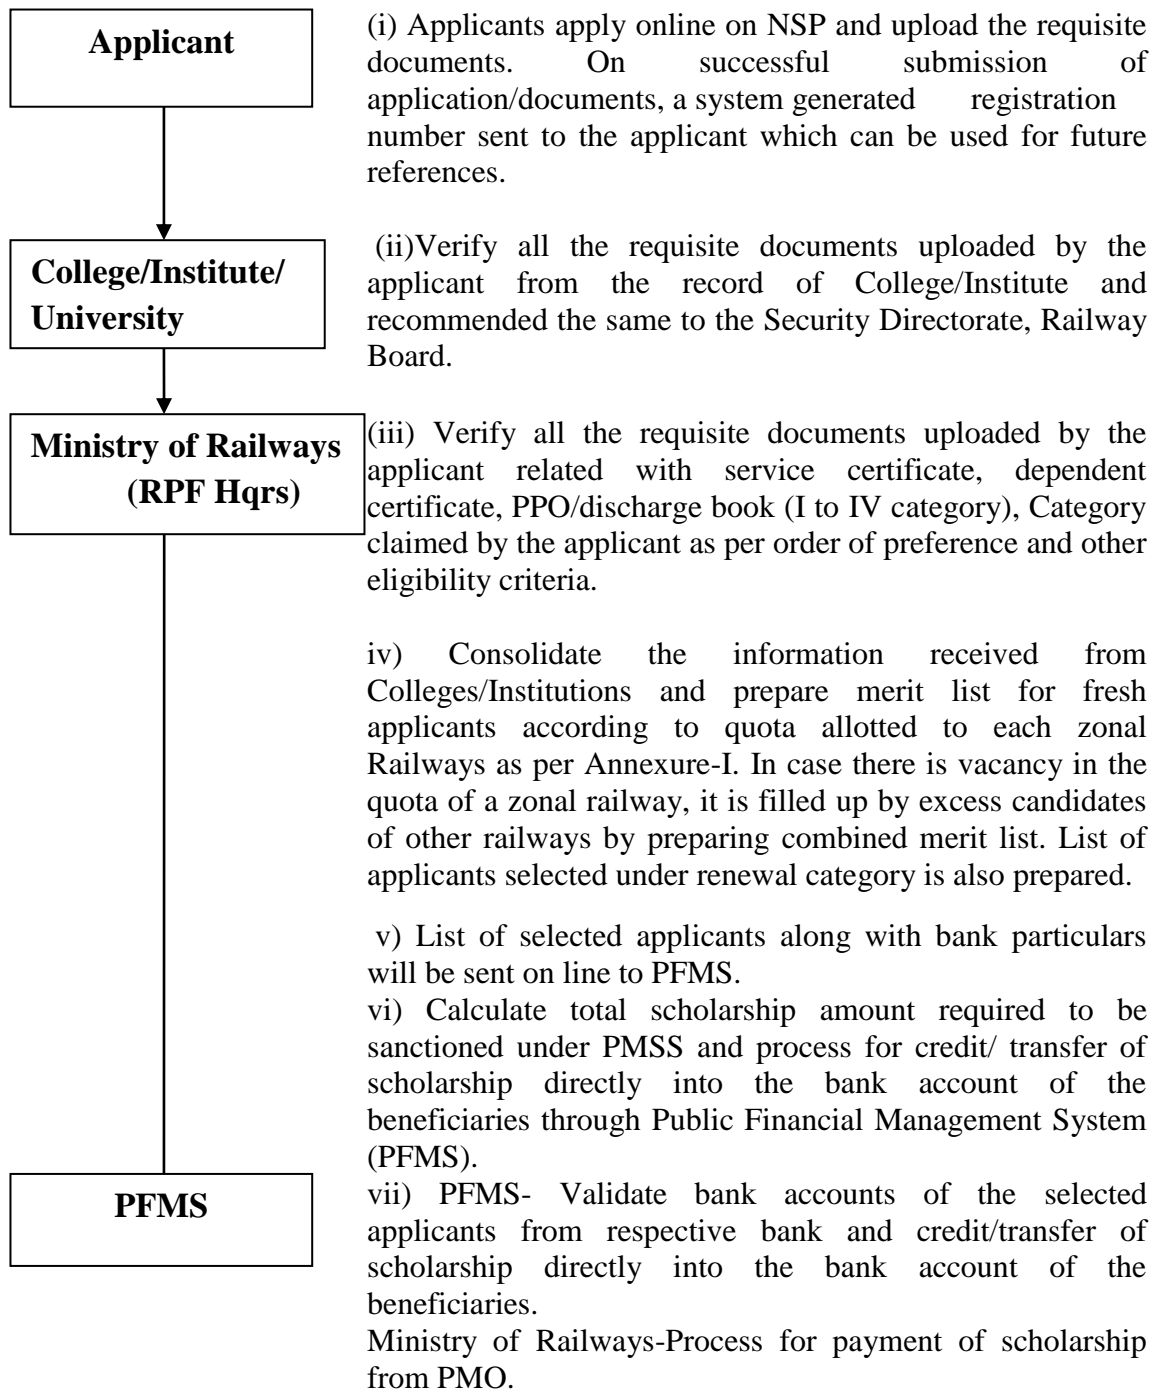 Applicant
(i) Applicants apply online on NSP and upload the requisite
documents. On successful submission of
application/documents, a system generated registration
number sent to the applicant which can be used for future
references.
College/Institute/
University
(ii)Verify all the requisite documents uploaded by the
applicant from the record of College/Institute and
recommended the same to the Security Directorate, Railway
Board.
Ministry of Railways
(RPF Hqrs)
(iii) Verify all the requisite documents uploaded by the
applicant related with service certificate, dependent
certificate, PPO/discharge book (I to IV category), Category
claimed by the applicant as per order of preference and other
eligibility criteria.
iv) Consolidate the information received from
Colleges/Institutions and prepare merit list for fresh
applicants according to quota allotted to each zonal
Railways as per Annexure-I. In case there is vacancy in the
quota of a zonal railway, it is filled up by excess candidates
of other railways by preparing combined merit list. List of
applicants selected under renewal category is also prepared.
v) List of selected applicants along with bank particulars
will be sent on line to PFMS.
vi) Calculate total scholarship amount required to be
sanctioned under PMSS and process for credit/ transfer of
scholarship directly into the bank account of the
beneficiaries through Public Financial Management System
(PFMS).
PFMS
vii) PFMS- Validate bank accounts of the selected
applicants from respective bank and credit/transfer of
scholarship directly into the bank account of the
beneficiaries.
Ministry of Railways-Process for payment of scholarship
from PMO.